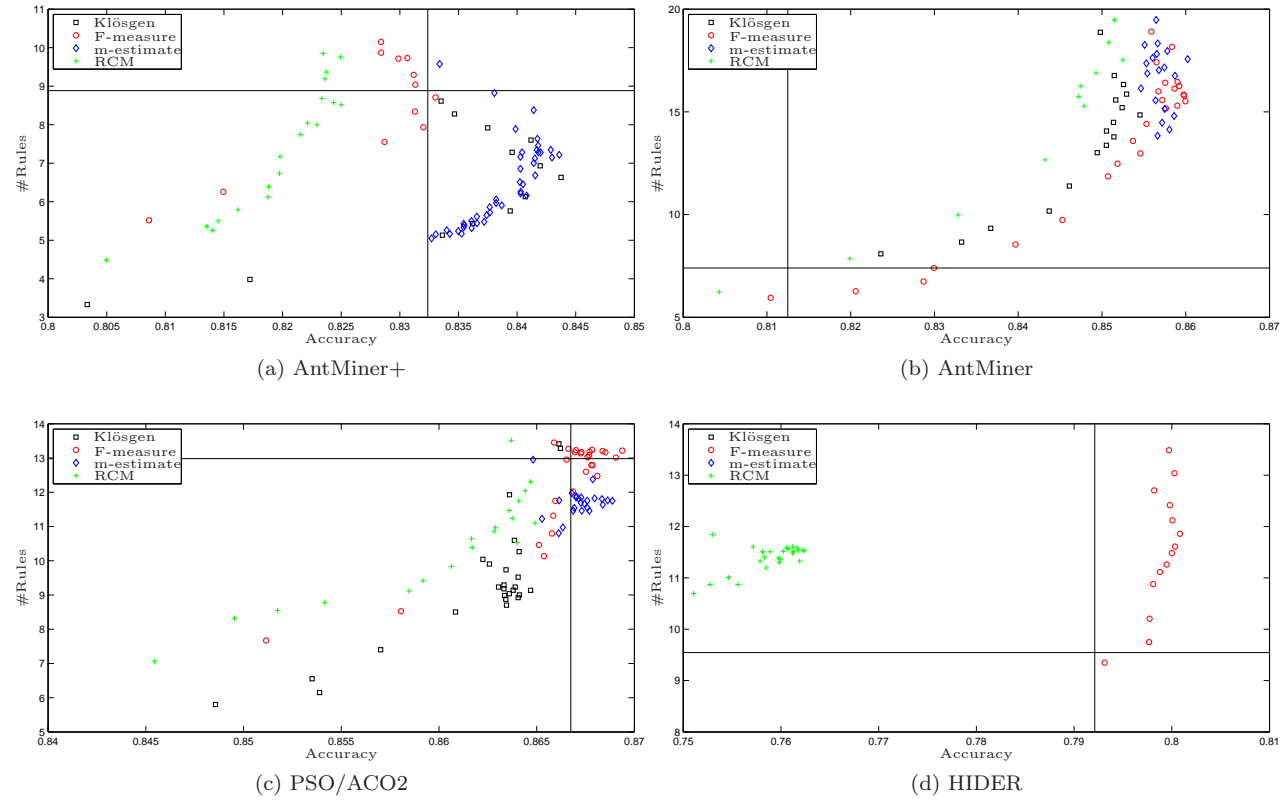 11
10
9
8
7
6
5
4
3
#Rules
Klösgen
F-measure
m-estimate
RCM
0.8
0.805
0.81
0.815
0.82
0.825
0.83
0.835
0.84
0.845
0.85
Accuracy
(a) AntMiner+
20
15
10
5
#Rules
Klösgen
F-measure
m-estimate
RCM
0.8
0.81
0.82
0.83
0.84
0.85
0.86
0.87
Accuracy
(b) AntMiner
14
13
12
11
10
9
8
7
6
5
#Rules
Klösgen
F-measure
m-estimate
RCM
0.84
0.845
0.85
0.855
0.86
0.865
0.87
Accuracy
(c) PSO/ACO2
14
13
12
11
10
9
8
#Rules
Klösgen
F-measure
m-estimate
RCM
0.75
0.76
0.77
0.78
0.79
0.8
0.81
Accuracy
(d) HIDER